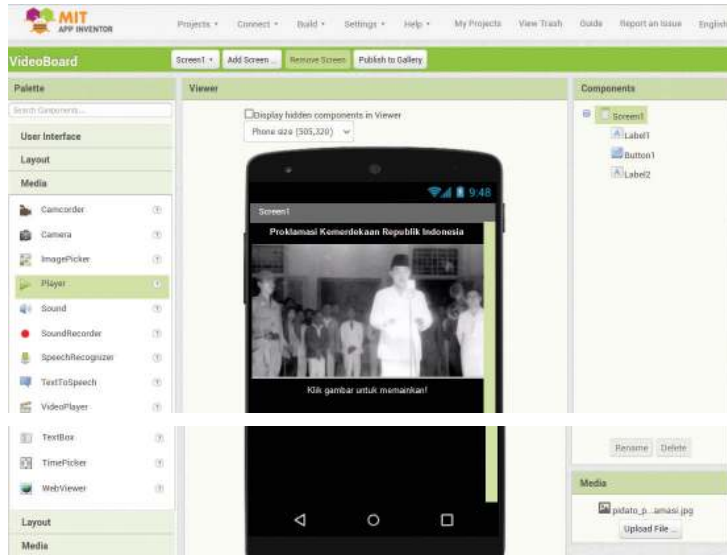 MIT
APP INVENTOR
Projects Connect Build Settings Help My Projects View Trash Guide Report an Issue English
VideoBoard
Screen1 Add Screen ... Remove Screen Publish to Gallery
Palette
Viewer
Components
Search Components...
Display hidden components in Viewer
Phone size (505,320)
User Interface
Layout
Media
Camcorder
Camera
ImagePicker
Player
Sound
SoundRecorder
SpeechRecognizer
TextToSpeech
VideoPlayer
9:48
Screen1
Proklamasi Kemerdekaan Republik Indonesia
Klik gambar untuk memainkan!
Screen1
Label1
Button1
Label2
TextBox
TimePicker
WebViewer
Layout
Media
Rename Delete
Media
pidato_p...amasi.jpg
Upload File ...